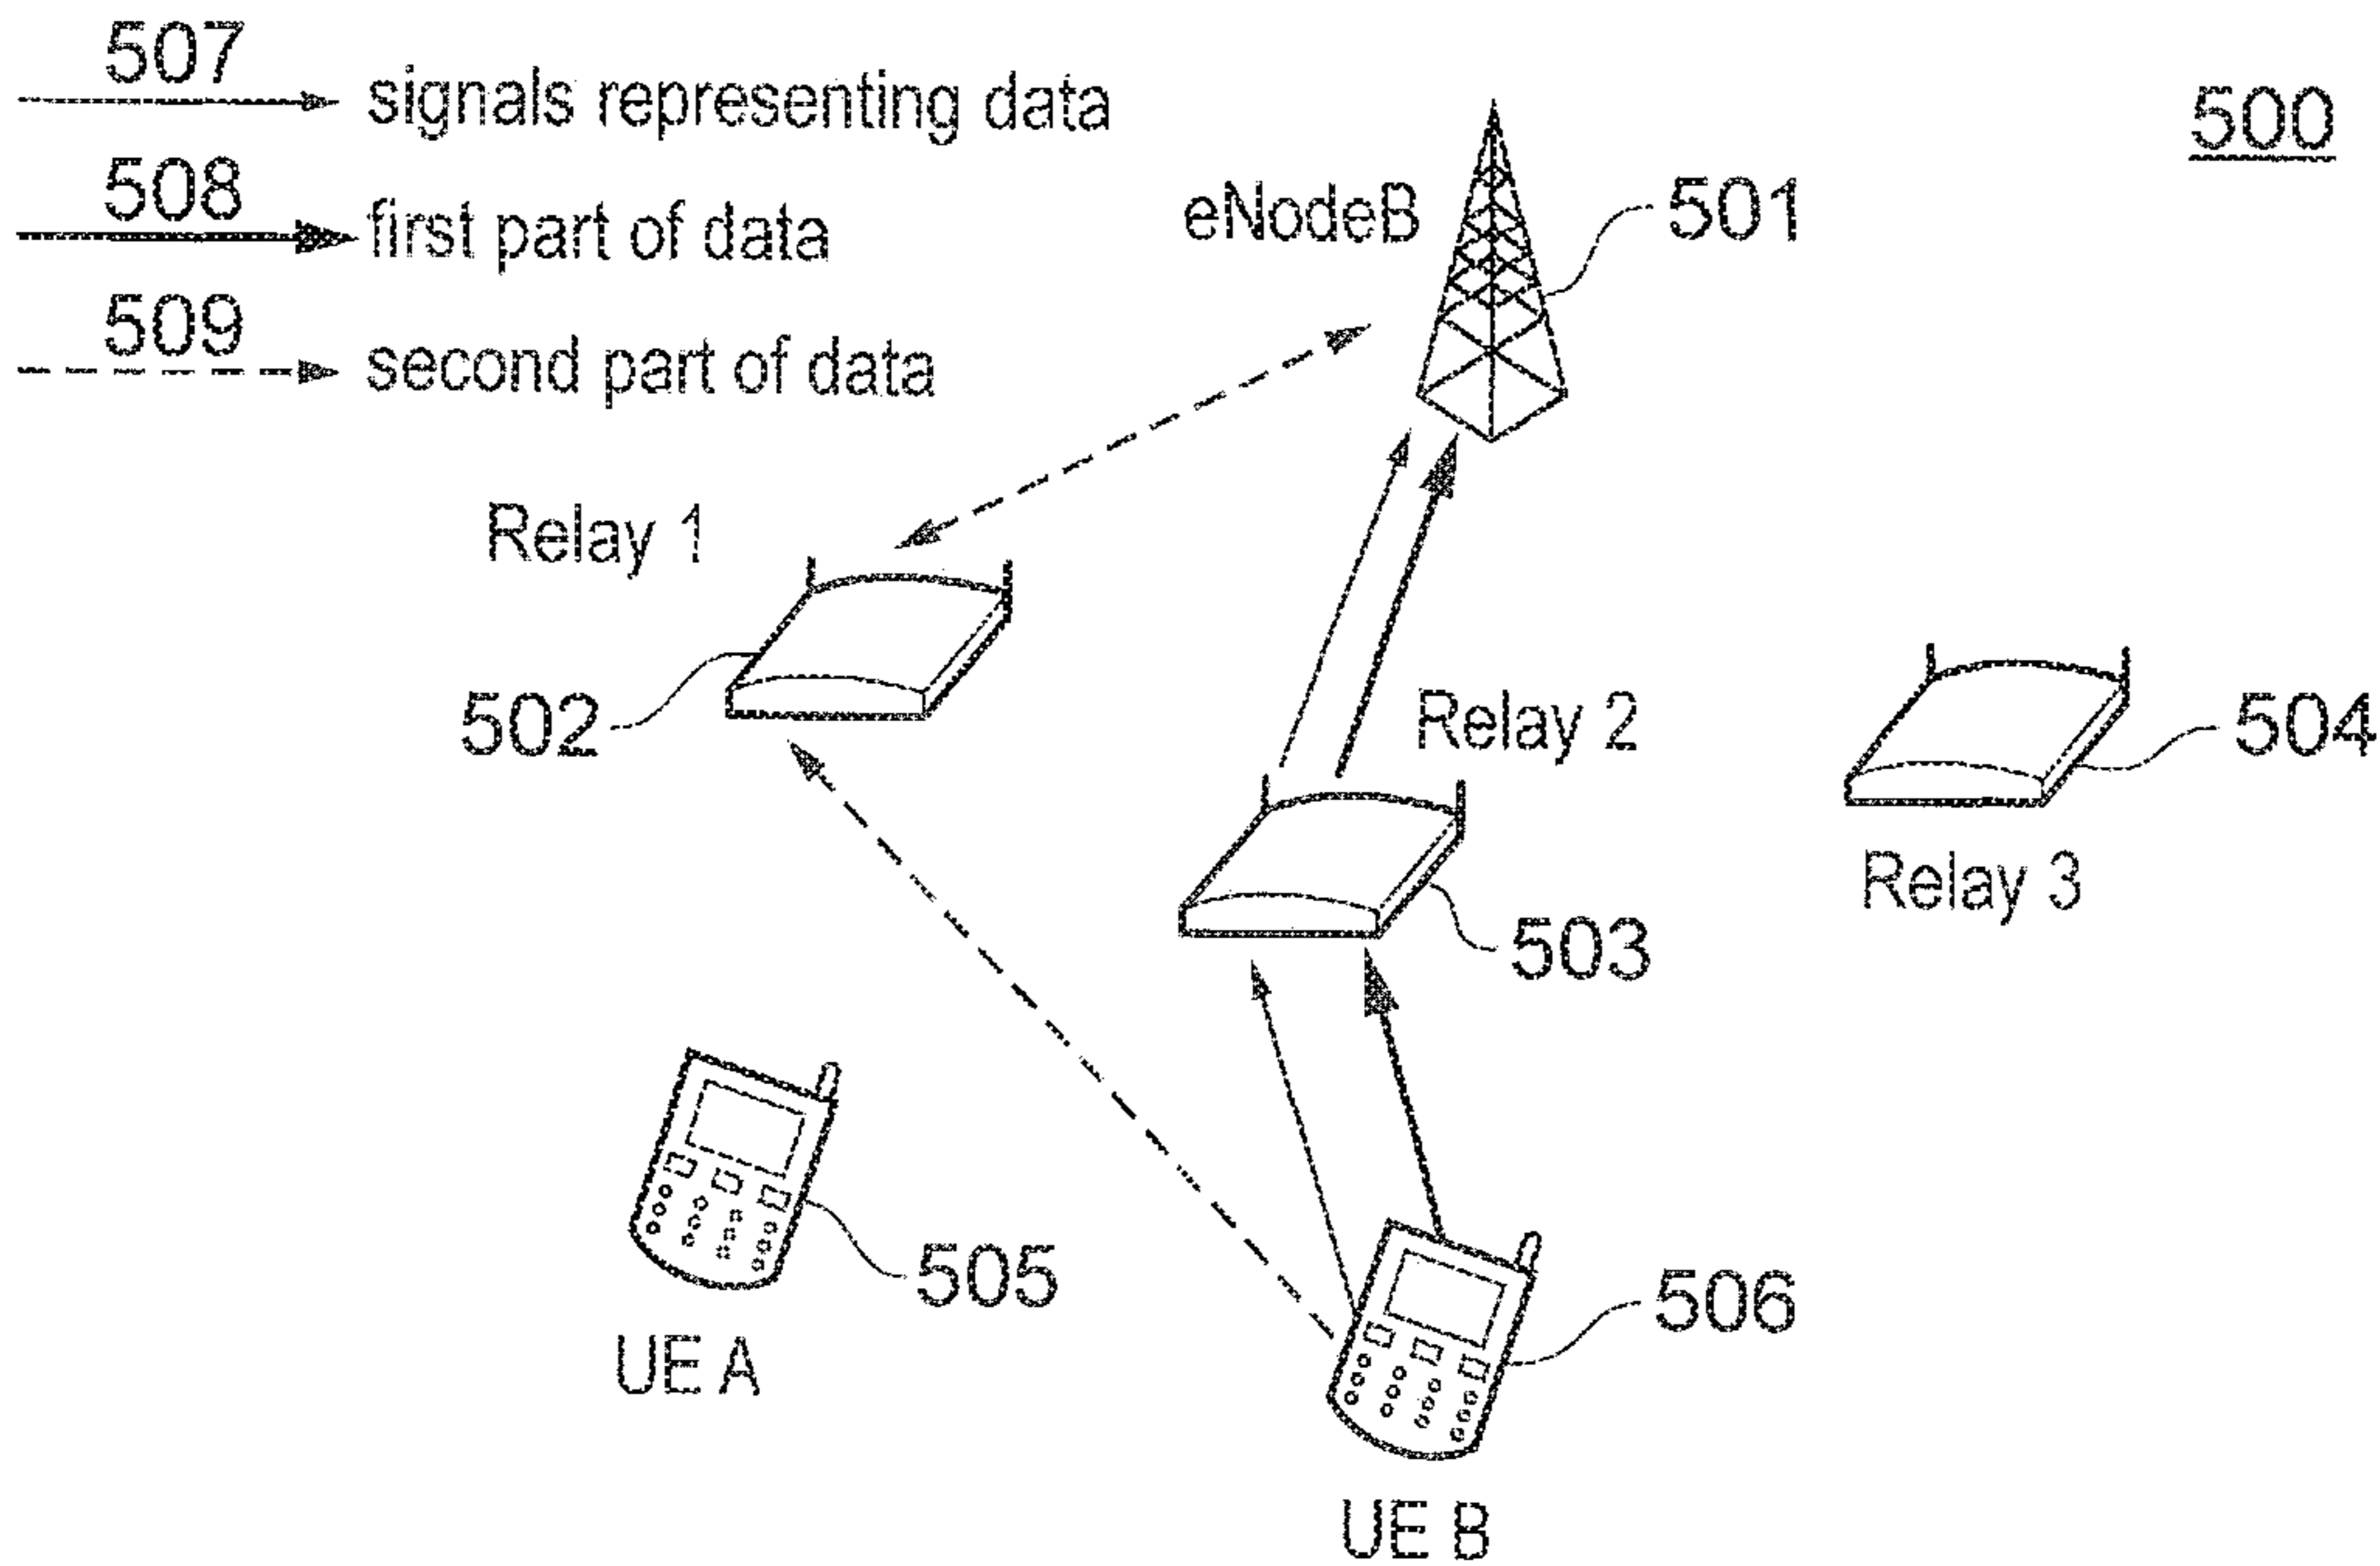 507
signals representing data
500
508
first part of data
eNodeB
501
509
second part of data
Relay 1
502
Relay 2
504
Relay 3
503
505
506
UE A
UE B